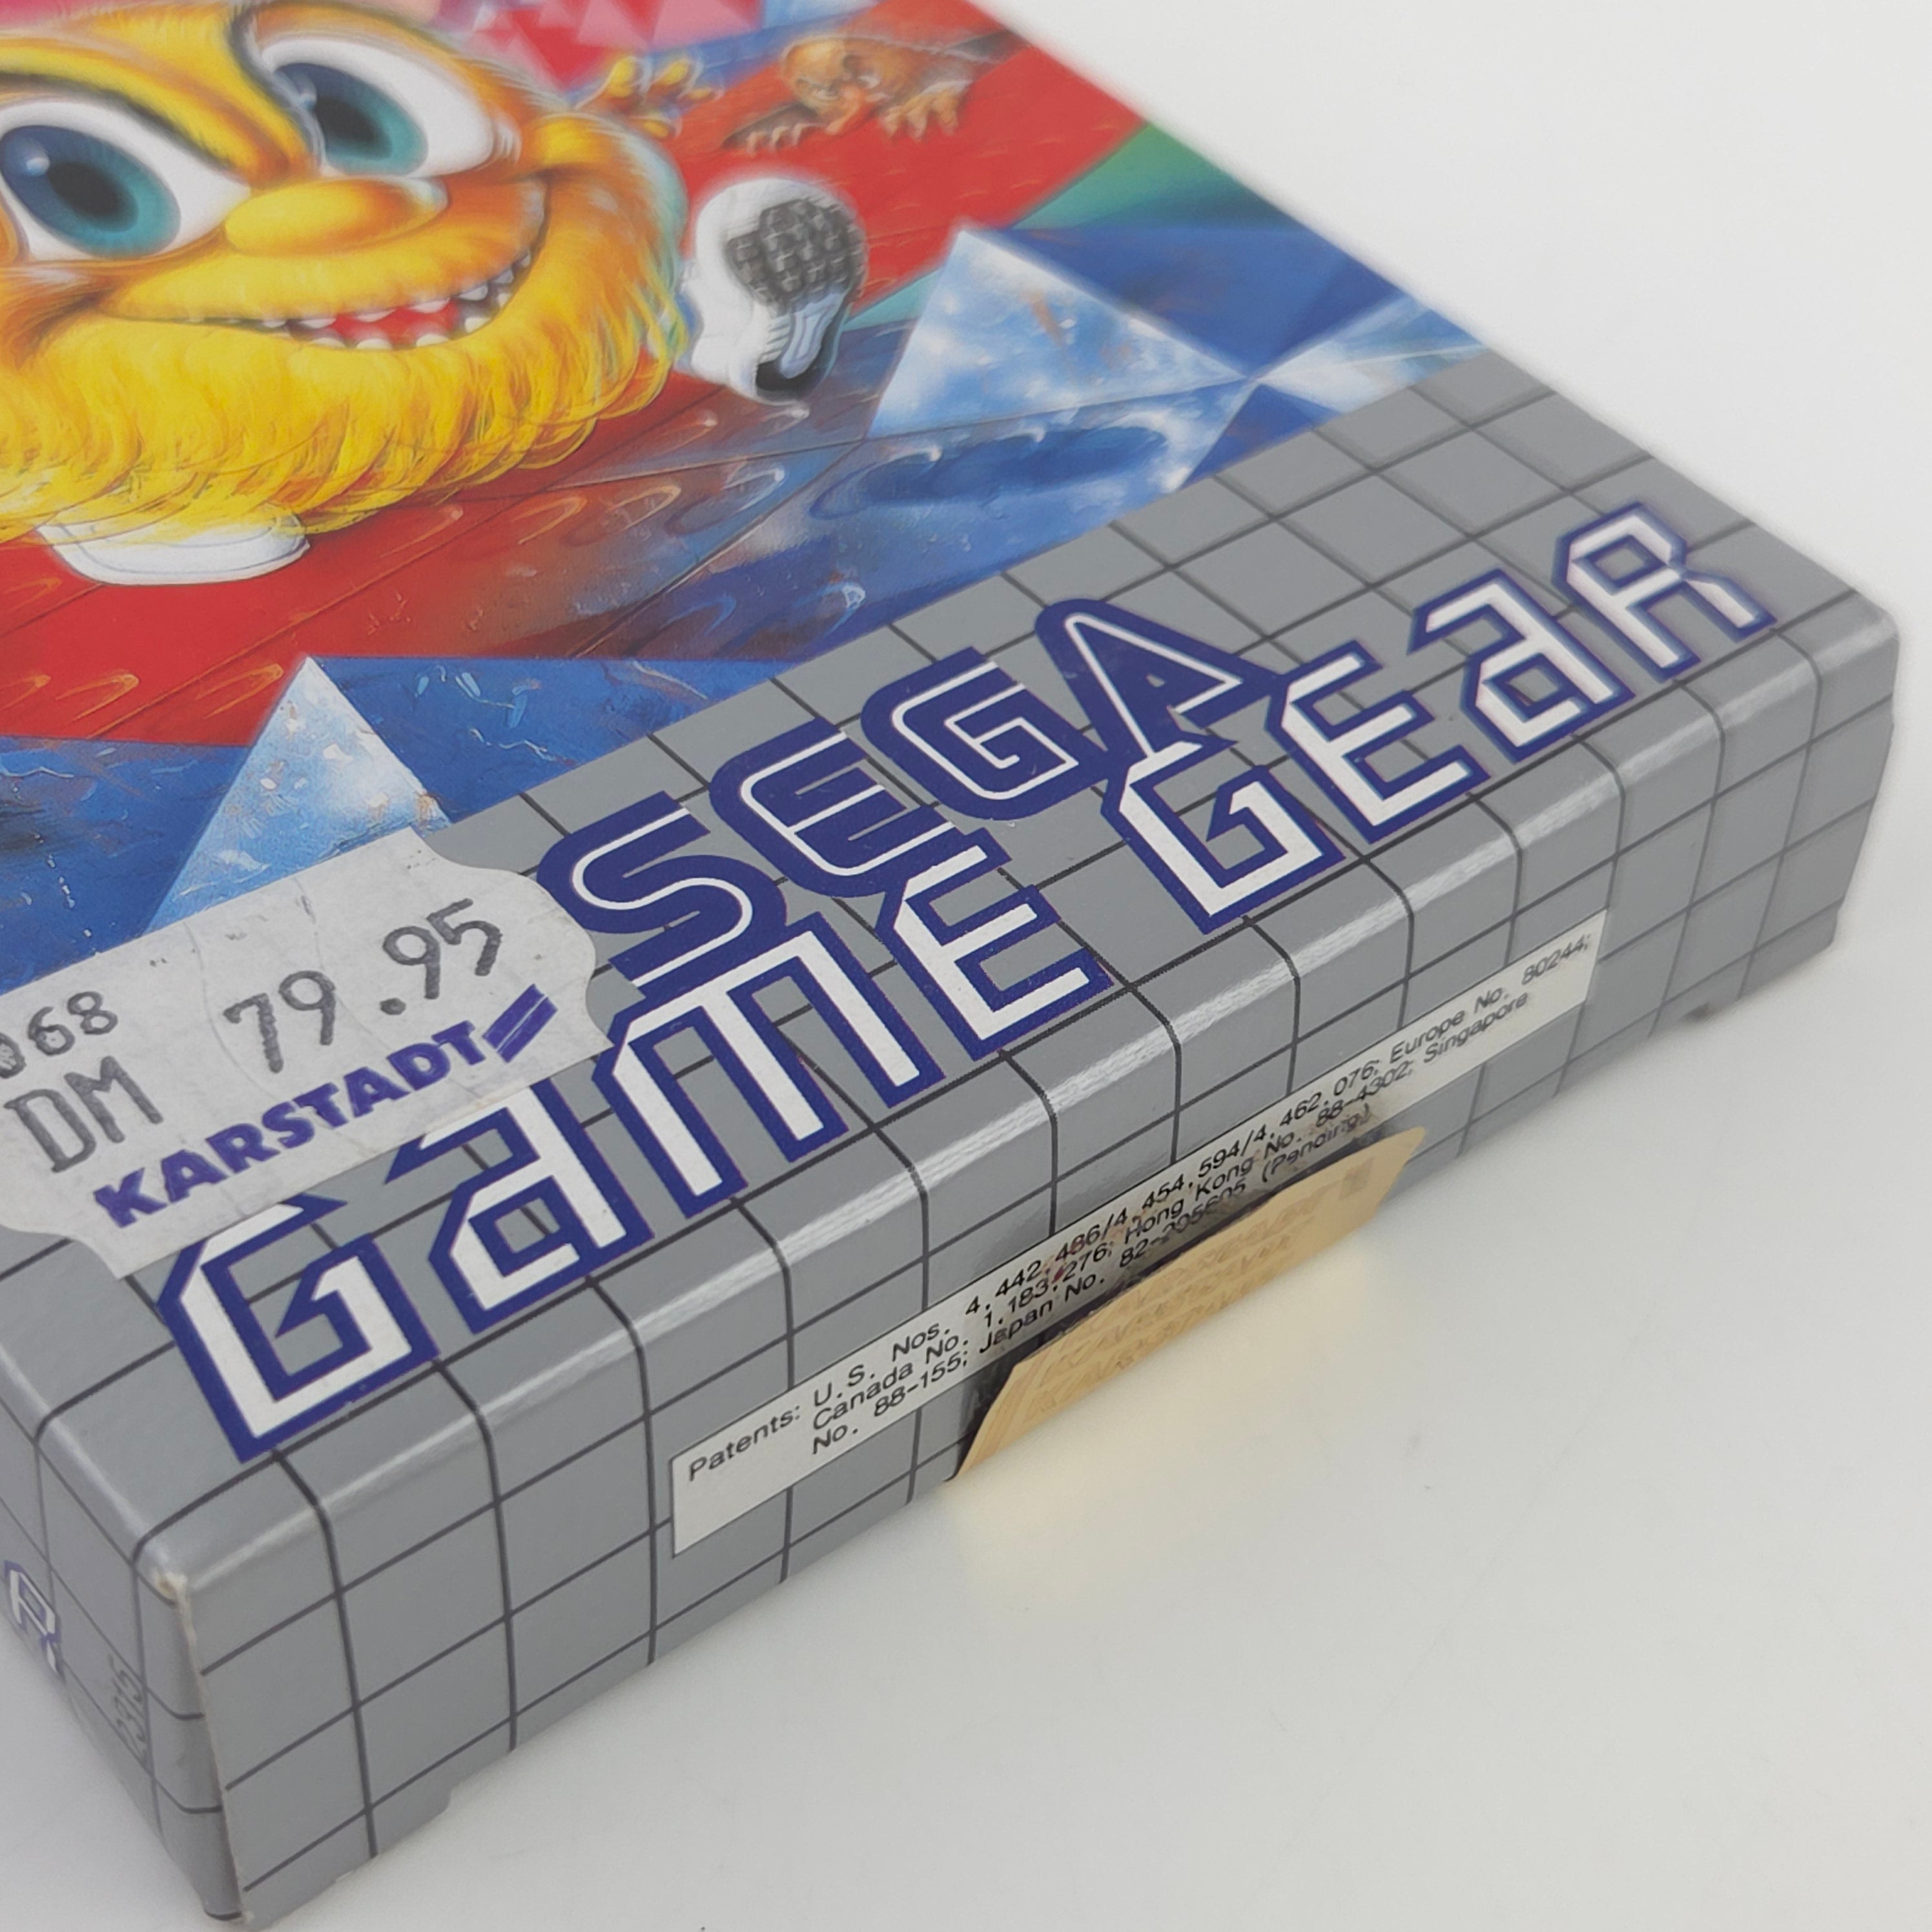 068
DM 79.95
KARSTADT
SEGA
GAME GEAR
Patents: U.S. Nos. 4,442,486/4,454,594/4,462,076; Europe No. 80244;
Canada No. 1,183,276; Hong Kong No. 88-4302; Singapore
No. 88-155; Japan No. 82-205605 (Pending)
R
2315